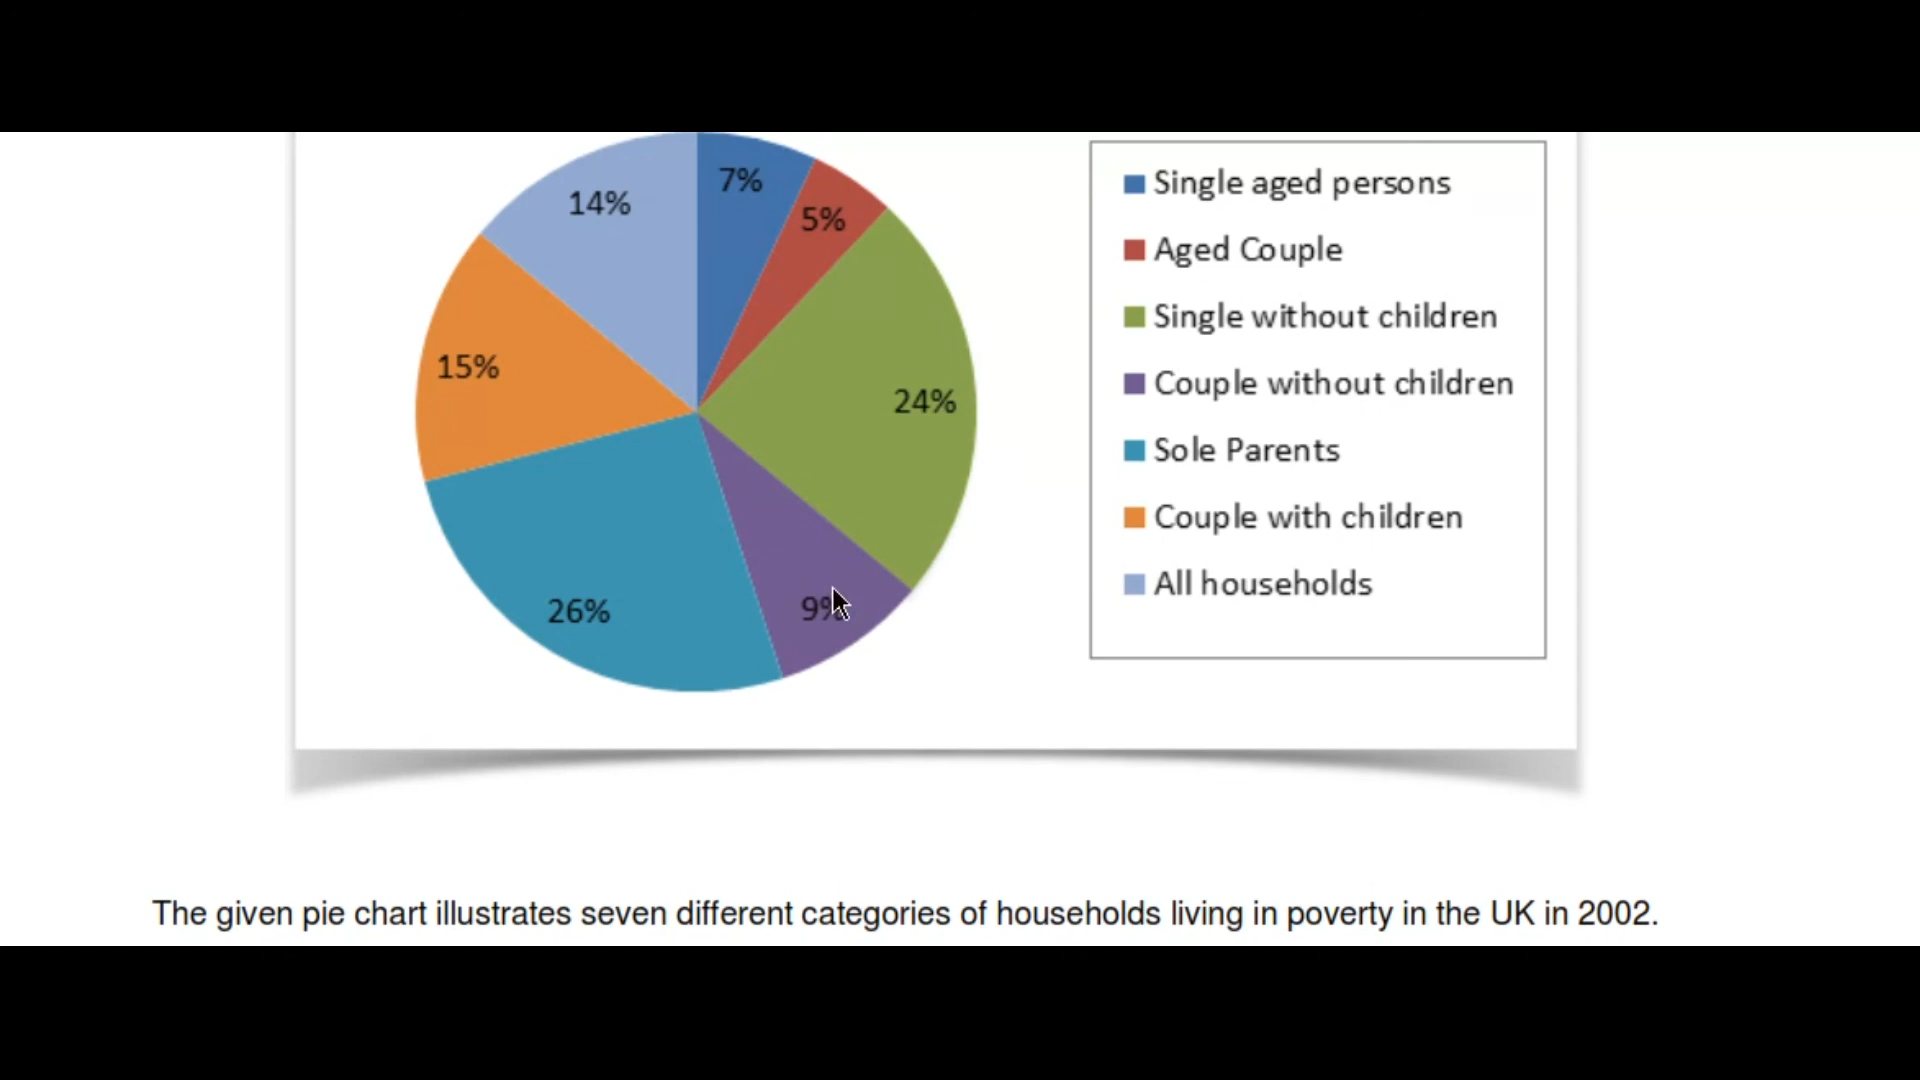 7%
5%
24%
9%
26%
15%
14%
Single aged persons
Aged Couple
Single without children
Couple without children
Sole Parents
Couple with children
All households
The given pie chart illustrates seven different categories of households living in poverty in the UK in 2002.